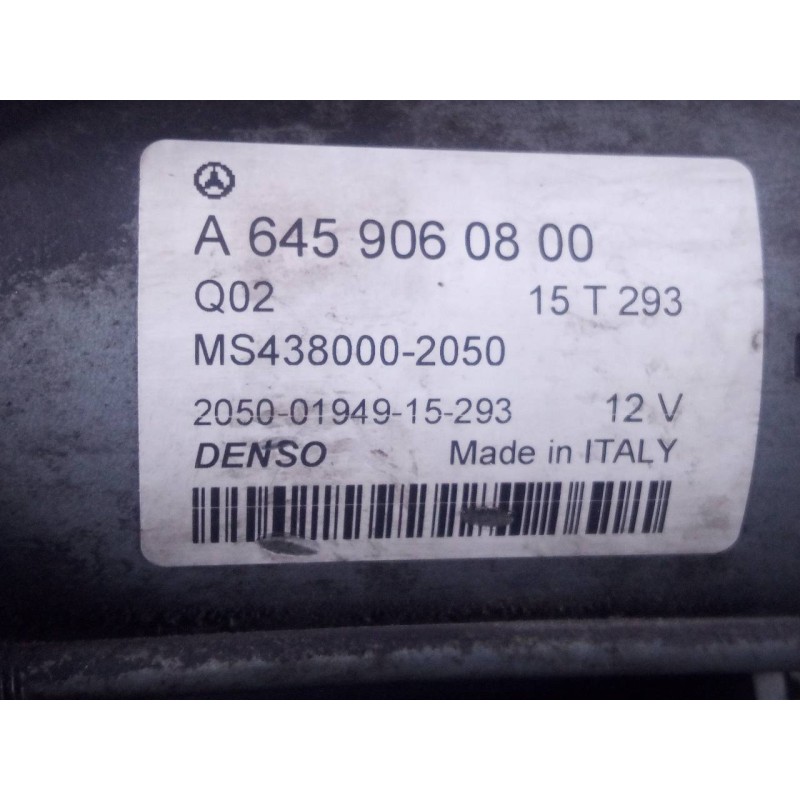 A 645 906 08 00
Q02 15 T 293
MS438000-2050
2050-01949-15-293 12 V
DENSO Made in ITALY